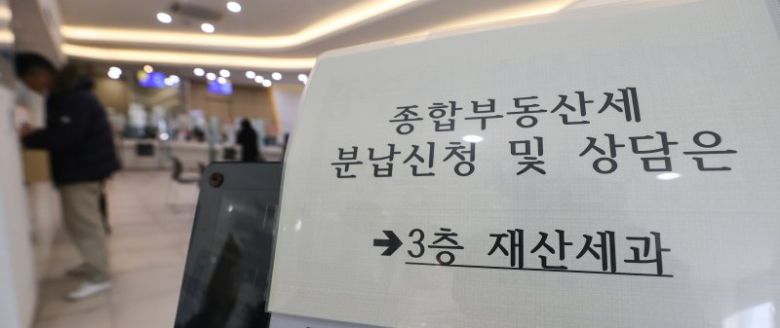 종합부동산세
분납신청 및 상담은
→3층 재산세과